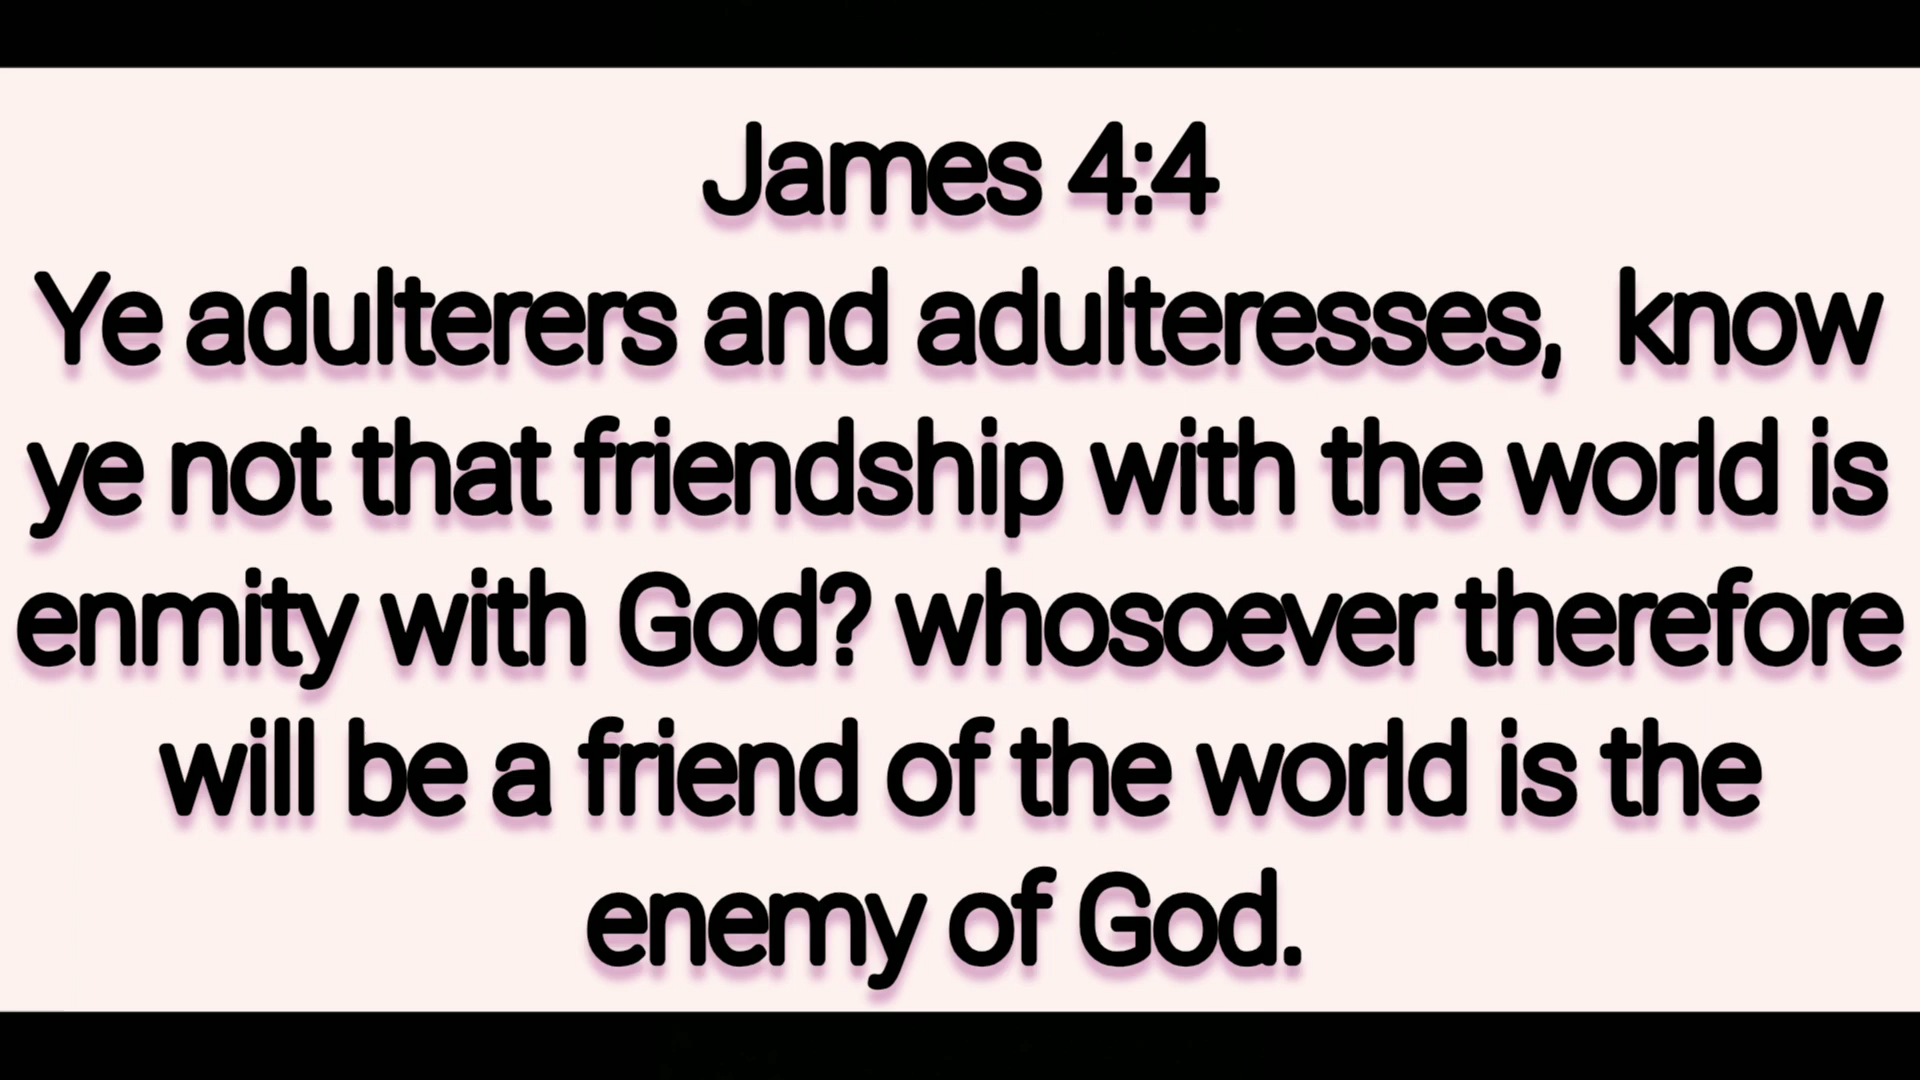 James 4:4
Ye adulterers and adulteresses,  know
ye not that friendship with the world is
enmity with God? whosoever therefore
will be a friend of the world is the
enemy of God.